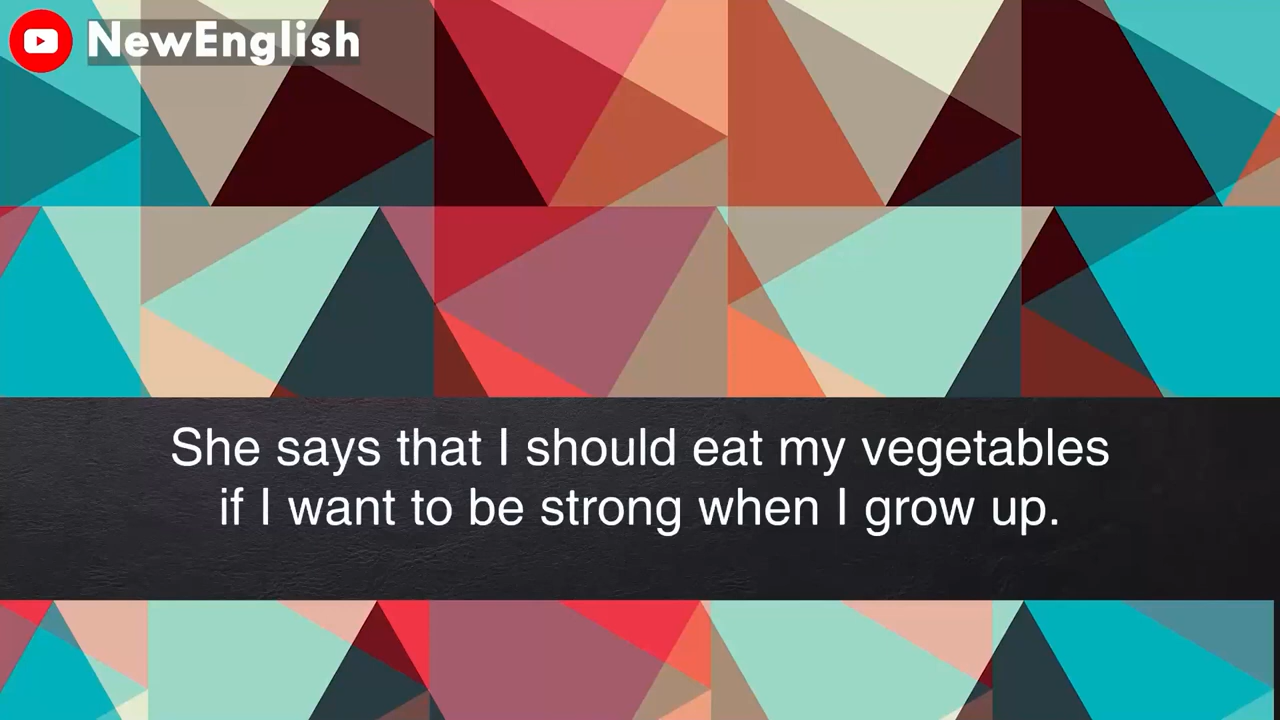 NewEnglish
She says that I should eat my vegetables
if I want to be strong when I grow up.